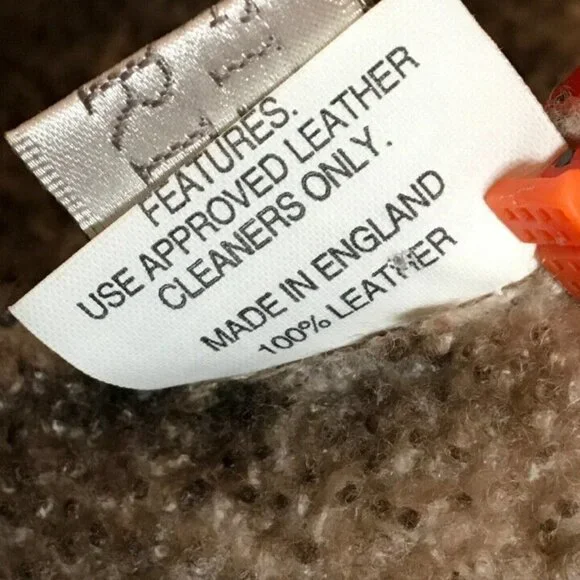 FEATURES.
USE APPROVED LEATHER
CLEANERS ONLY.
MADE IN ENGLAND
100% LEATHER